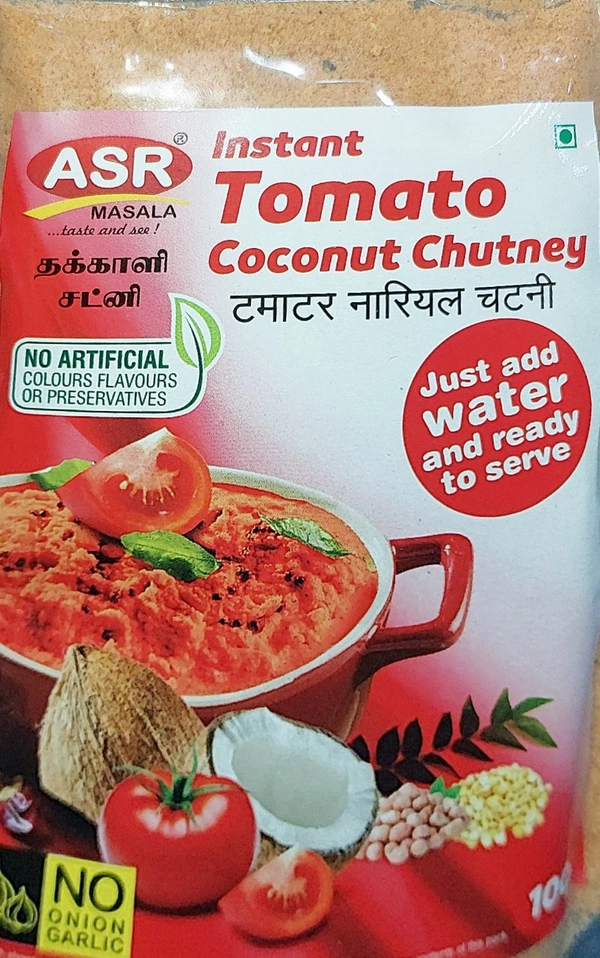 ASR®
MASALA
...taste and see !
Instant
Tomato
Coconut Chutney
தக்காளி
சட்னி
टमाटर नारियल चटनी
NO ARTIFICIAL
COLOURS FLAVOURS
OR PRESERVATIVES
Just add
water
and ready
to serve
NO
ONION
GARLIC